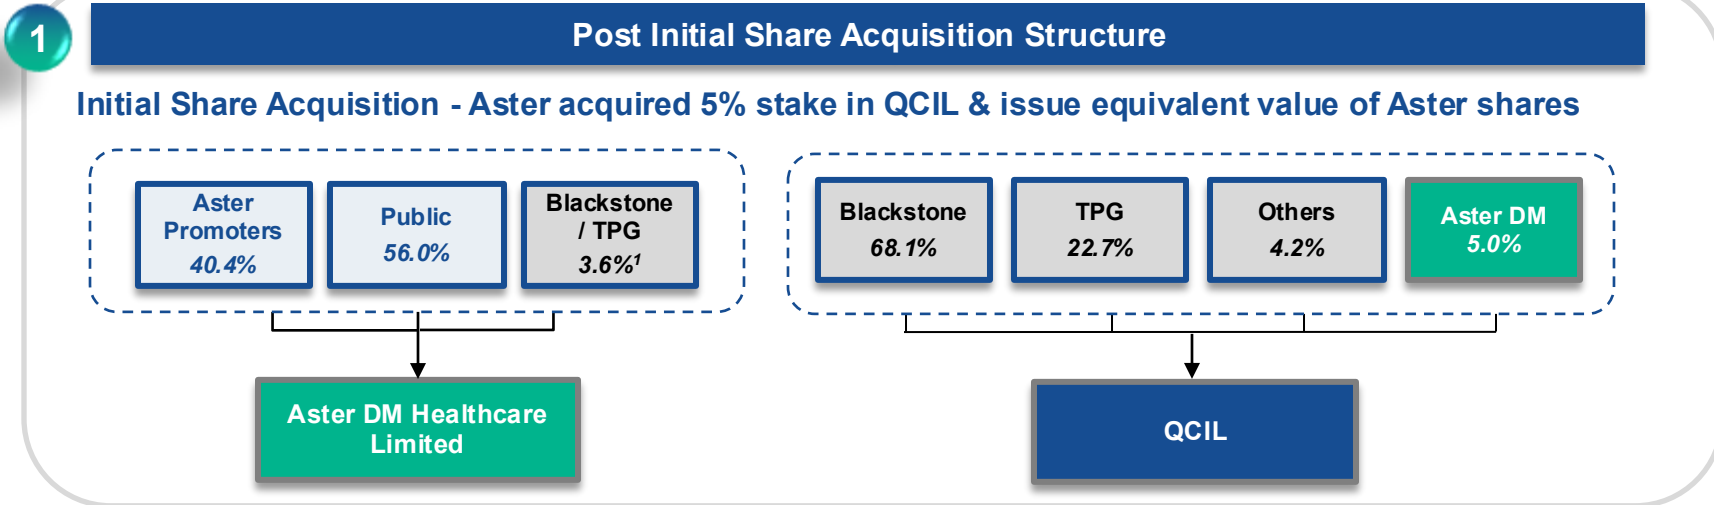 1
Post Initial Share Acquisition Structure
Initial Share Acquisition - Aster acquired 5% stake in QCIL & issue equivalent value of Aster shares
Aster
Promoters
40.4%
Public
56.0%
Blackstone
/ TPG
3.6%¹
Blackstone
68.1%
TPG
22.7%
Others
4.2%
Aster DM
5.0%
Aster DM Healthcare
Limited
QCIL